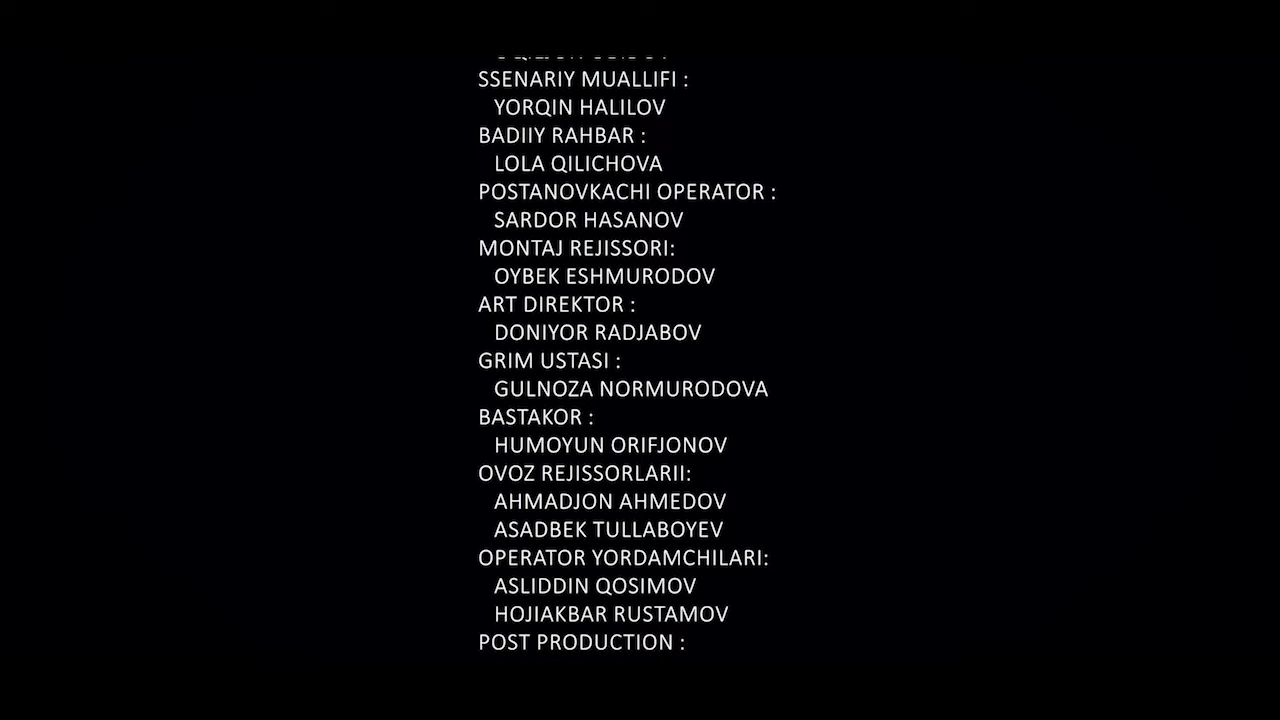 SSENARIY MUALLIFI :
YORQIN HALILOV
BADIIY RAHBAR :
LOLA QILICHOVA
POSTANOVKACHI OPERATOR :
SARDOR HASANOV
MONTAJ REJISSORI:
OYBEK ESHMURODOV
ART DIREKTOR :
DONIYOR RADJABOV
GRIM USTASI :
GULNOZA NORMURODOVA
BASTAKOR :
HUMOYUN ORIFJONOV
OVOZ REJISSORLARII:
AHMADJON AHMEDOV
ASADBEK TULLABOYEV
OPERATOR YORDAMCHILARI:
ASLIDDIN QOSIMOV
HOJIAKBAR RUSTAMOV
POST PRODUCTION :